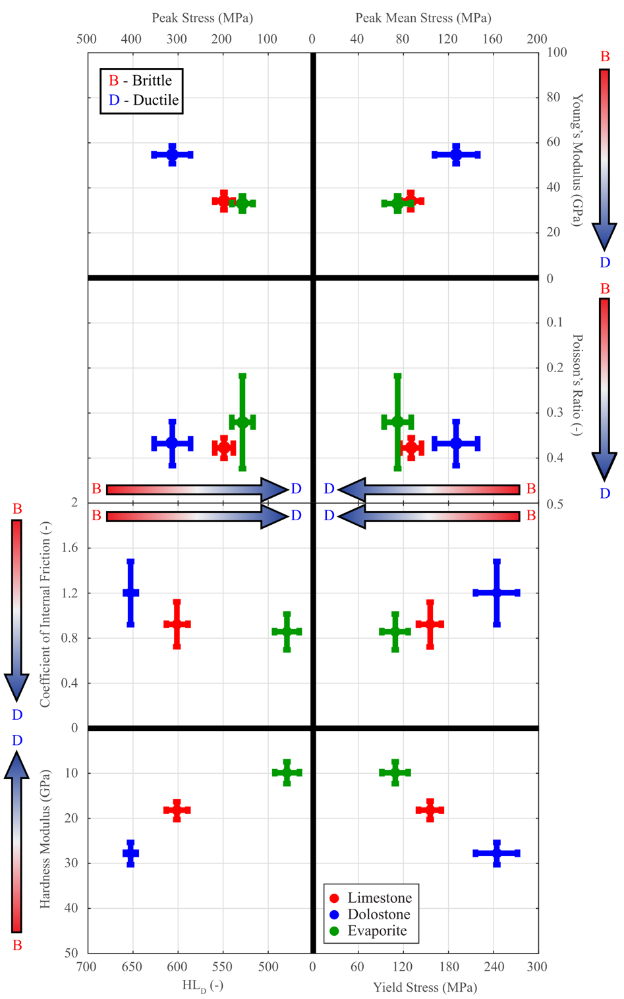 Peak Stress (MPa)
Peak Mean Stress (MPa)
500 400 300 200 100 0 40 80 120 160 200
B - Brittle
D - Ductile
100
80
60
40
20
0
Young's Modulus (GPa)
B
D
0.1
0.2
0.3
0.4
0.5
Poisson's Ratio (-)
B
D
B D D B
B D D B
2
1.6
1.2
0.8
0.4
0
Coefficient of Internal Friction (-)
B
D
D
10
20
30
40
50
Hardness Modulus (GPa)
B
Limestone
Dolostone
Evaporite
700 650 600 550 500 0 60 120 180 240 300
HLD (-)
Yield Stress (MPa)